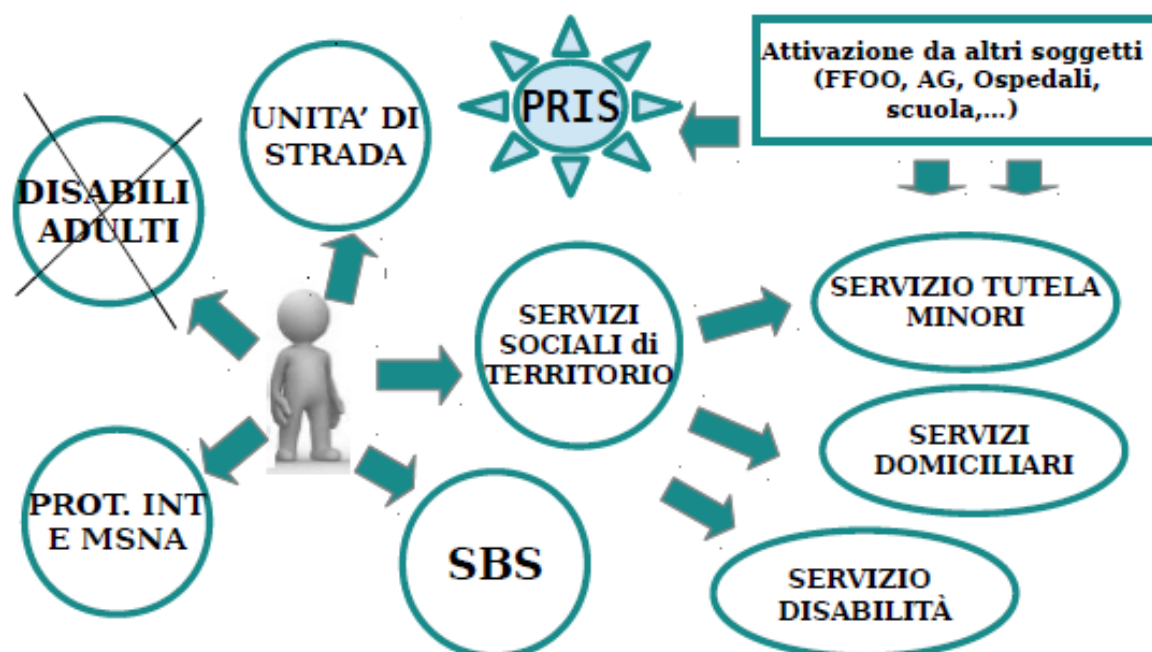 UNITA’ DI
STRADA
PRIS
Attivazione da altri soggetti
(FFOO, AG, Ospedali,
scuola,...)
DISABILI
ADULTI
SERVIZI
SOCIALI di
TERRITORIO
SERVIZIO TUTELA
MINORI
SERVIZI
DOMICILIARI
PROT. INT
E MSNA
SBS
SERVIZIO
DISABILITÀ